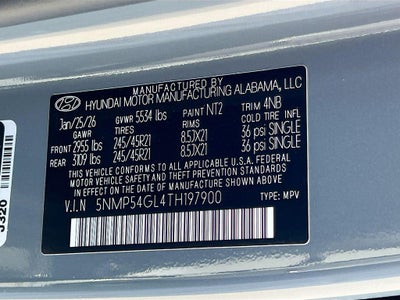 MANUFACTURED BY
HYUNDAI MOTOR MANUFACTURING ALABAMA, LLC
Jan/25/26 GVWR 5534 lbs PAINT NT2 TRIM 4NB
GAWR TIRES RIMS COLD TIRE INFL
FRONT 2955 lbs 245/45R21 8.5JX21 36 psi SINGLE
REAR 3109 lbs 245/45R21 8.5JX21 36 psi SINGLE
THIS VEHICLE CONFORMS TO ALL APPLICABLE FEDERAL
MOTOR VEHICLE SAFETY AND THEFT PREVENTION STANDARDS
IN EFFECT ON THE DATE OF MANUFACTURE SHOWN ABOVE.
V.I.N 5NMP54GL4TH197900 TYPE: MPV
J320